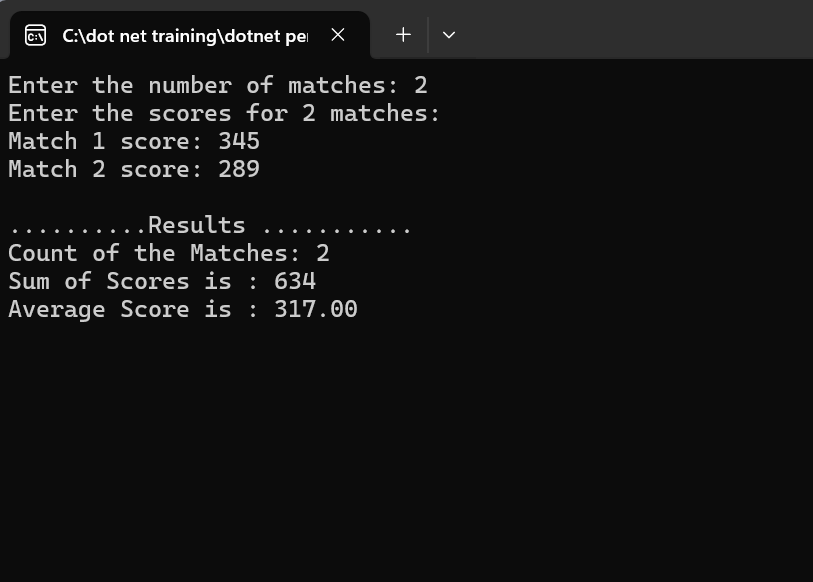 C:\dot net training\dotnet per
Enter the number of matches: 2
Enter the scores for 2 matches:
Match 1 score: 345
Match 2 score: 289
..........Results ...........
Count of the Matches: 2
Sum of Scores is : 634
Average Score is : 317.00